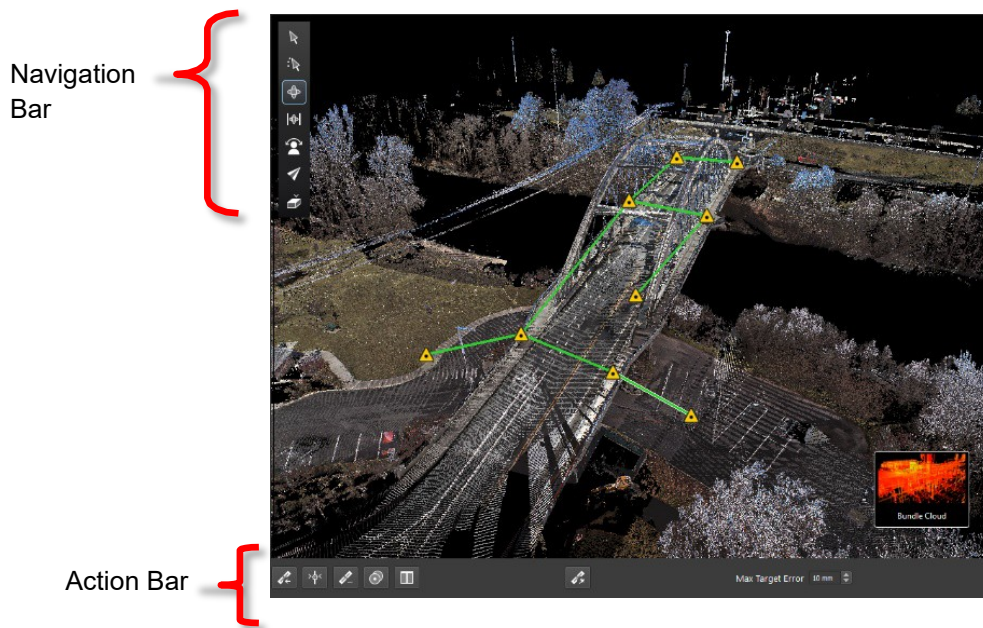 Navigation
Bar
Bundle Cloud
Action Bar
Max Target Error 10 mm